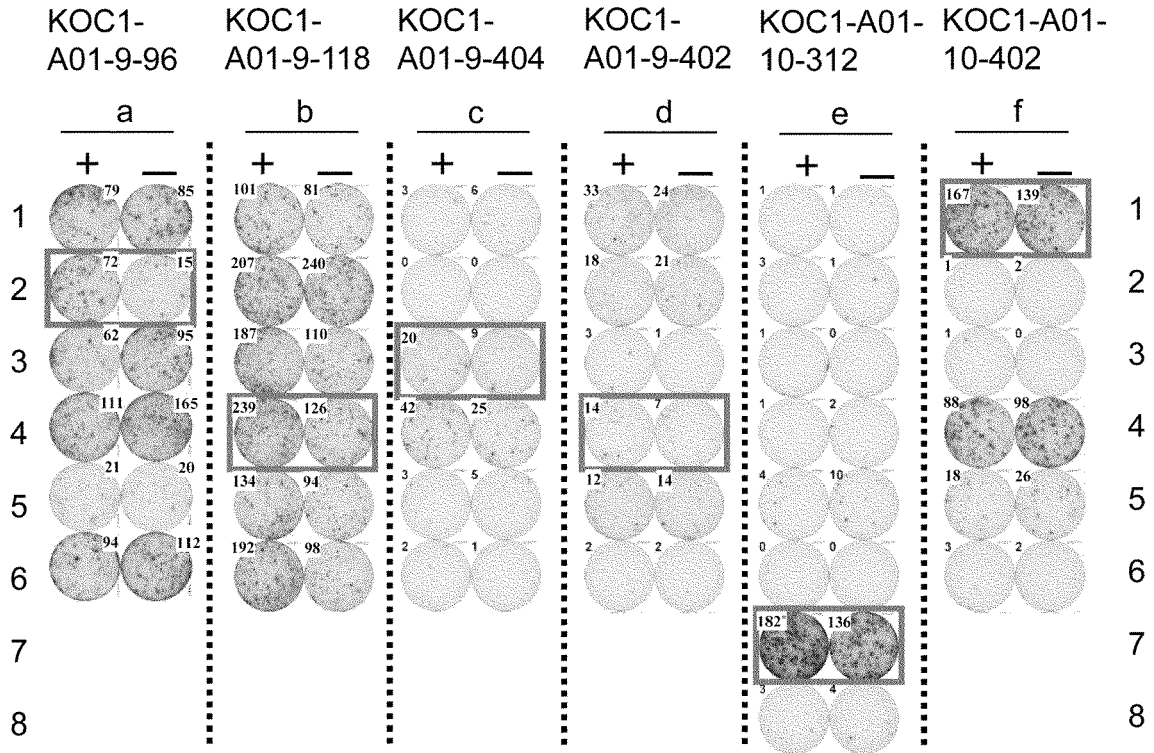 KOC1- KOC1- KOC1- KOC1- KOC1-A01- KOC1-A01-
A01-9-96 A01-9-118 A01-9-404 A01-9-402 10-312 10-402
a b c d e f
+ — + — + — + — + — + —
1 79 85 101 81 3 6 33 24 1 1 167 139 1
2 72 15 207 240 0 0 18 21 3 1 1 2 2
3 62 95 187 110 20 9 3 1 1 0 1 0 3
4 111 165 239 126 42 25 14 7 1 2 88 98 4
5 21 20 134 94 3 5 12 14 4 10 18 26 5
6 94 112 192 98 2 1 2 2 0 0 3 2 6
7 182 136 7
8 3 4 8